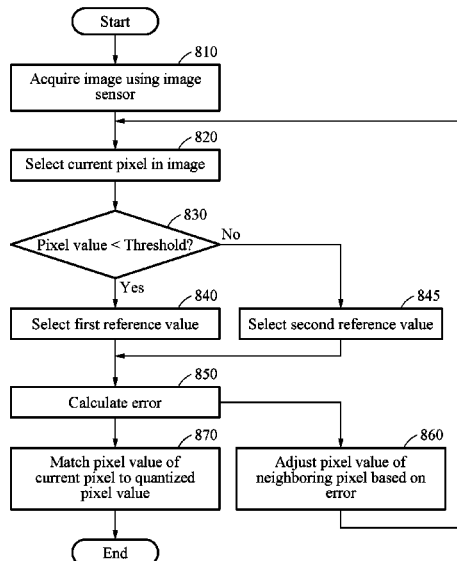 Start
810
Acquire image using image
sensor
820
Select current pixel in image
830
Pixel value < Threshold?
No
Yes
840
Select first reference value
845
Select second reference value
850
Calculate error
870
Match pixel value of
current pixel to quantized
pixel value
860
Adjust pixel value of
neighboring pixel based on
error
End